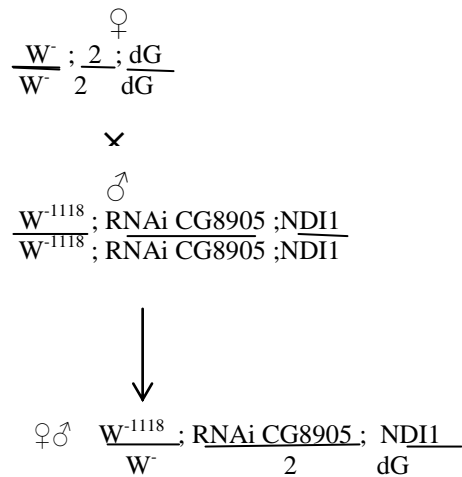 ♀
W⁻ ; 2 ; dG
W⁻ 2 dG
×
♂
W⁻¹¹¹⁸ ; RNAi CG8905 ;NDI1
W⁻¹¹¹⁸ ; RNAi CG8905 ;NDI1
♀♂ W⁻¹¹¹⁸ ; RNAi CG8905 ; NDI1
W⁻ 2 dG